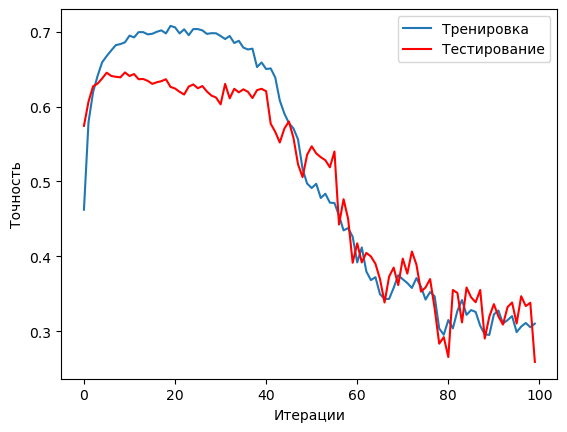 Тренировка
Тестирование
0.7
0.6
0.5
0.4
0.3
Точность
0 20 40 60 80 100
Итерации